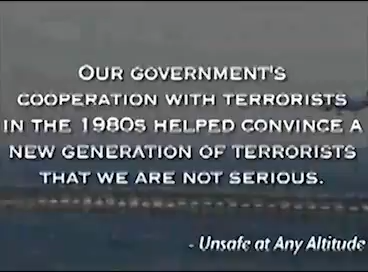 OUR GOVERNMENT'S
COOPERATION WITH TERRORISTS
IN THE 1980S HELPED CONVINCE A
NEW GENERATION OF TERRORISTS
THAT WE ARE NOT SERIOUS.
- Unsafe at Any Altitude